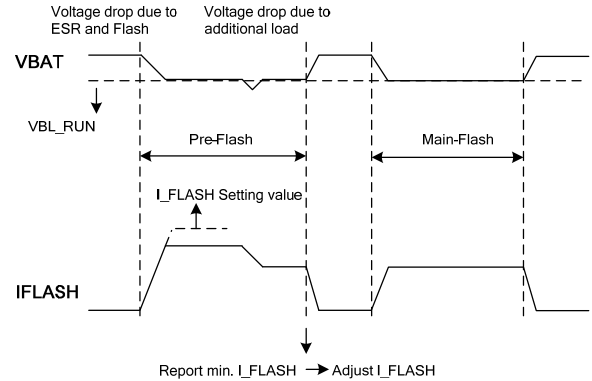 Voltage drop due to
ESR and Flash
Voltage drop due to
additional load
VBAT
VBL_RUN
Pre-Flash
Main-Flash
I_FLASH Setting value
IFLASH
Report min. I_FLASH
Adjust I_FLASH